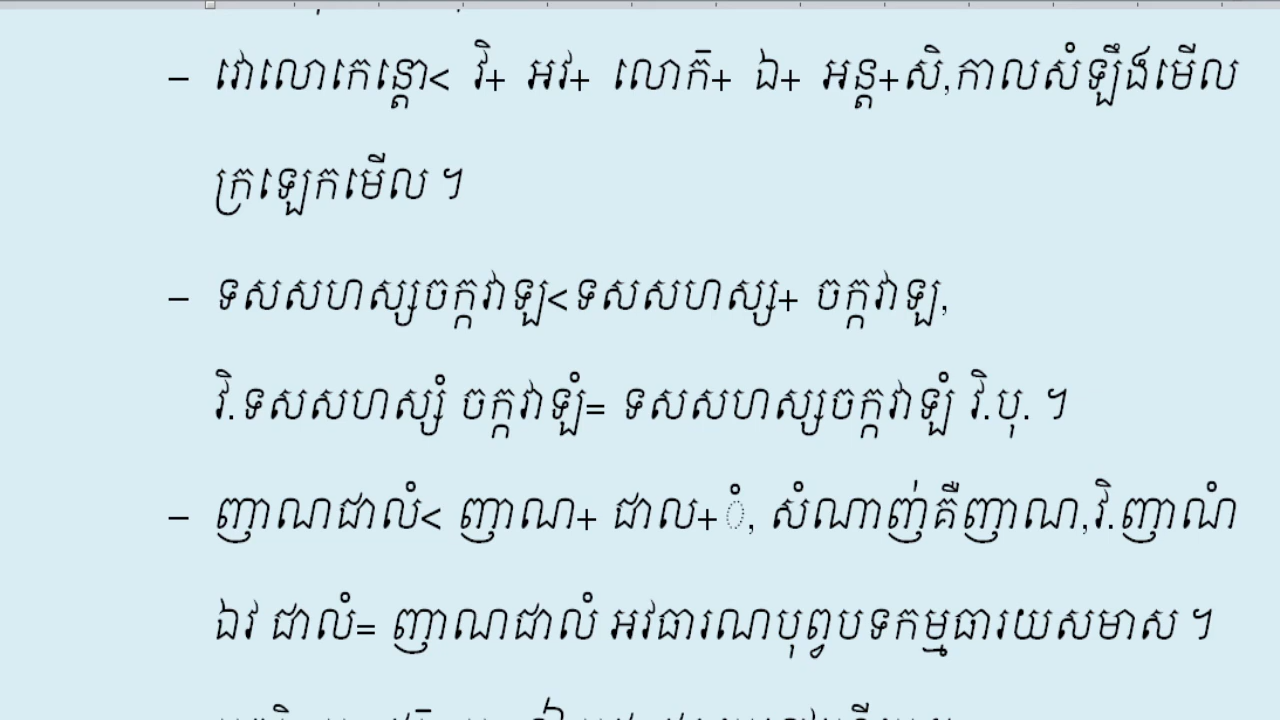 – វោលោកេន្តោ< វិ+ អវ+ លោក៑+ ឯ+ អន្ត+សិ,កាលសំឡឹងមើល
ក្រឡេកមើល ។
– ទសសហស្សចក្កវាឡ<ទសសហស្ស+ ចក្កវាឡ,
វិ.ទសសហស្សំ ចក្កវាឡំ= ទសសហស្សចក្កវាឡំ វិ.បុ. ។
– ញាណជាលំ< ញាណ+ ជាល+ំ, សំណាញ់គឺញាណ,វិ.ញាណំ
ឯវ ជាលំ= ញាណជាលំ អវធារណបុព្វបទកម្មធារយសមាស ។